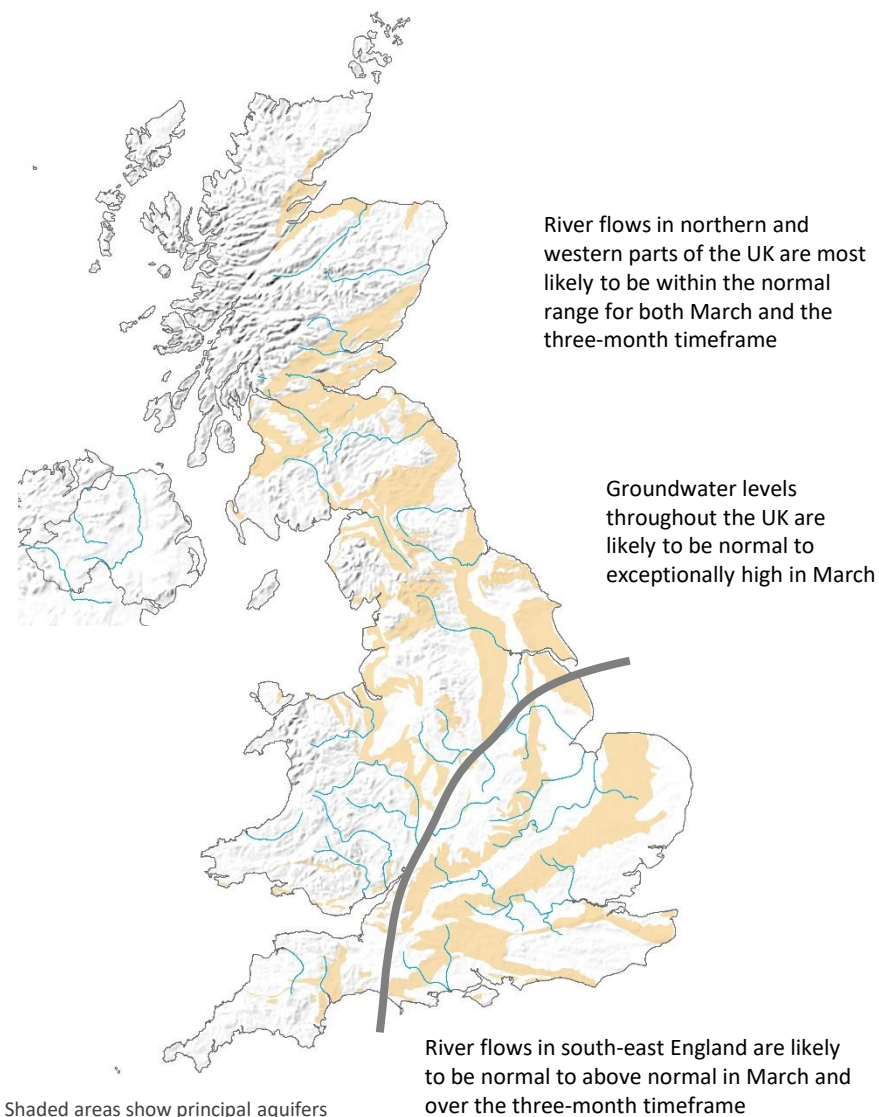 River flows in northern and
western parts of the UK are most
likely to be within the normal
range for both March and the
three-month timeframe
Groundwater levels
throughout the UK are
likely to be normal to
exceptionally high in March
River flows in south-east England are likely
to be normal to above normal in March and
over the three-month timeframe
Shaded areas show principal aquifers